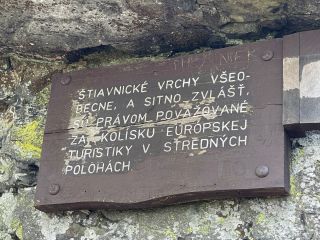 ŠTIAVNICKÉ VRCHY VŠEO-
BECNE, A SITNO ZVLÁŠŤ,
SÚ PRÁVOM POVAŽOVANÉ
ZA KOLÍSKU EURÓPSKEJ
TURISTIKY V STREDNÝCH
POLOHÁCH.